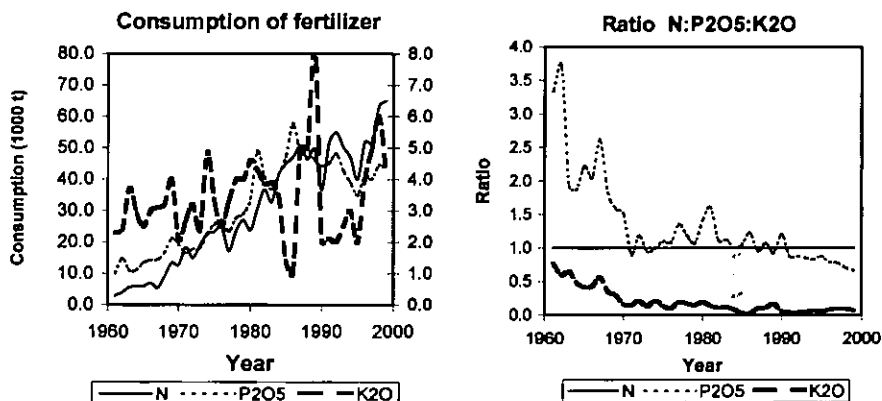 Consumption of fertilizer
80.0
70.0
60.0
50.0
40.0
30.0
20.0
10.0
0.0
Consumption (1000 t)
8.0
7.0
6.0
5.0
4.0
3.0
2.0
1.0
0.0
1960 1970 1980 1990 2000
Year
N P2O5 K2O
Ratio N:P2O5:K2O
4.0
3.5
3.0
2.5
2.0
1.5
1.0
0.5
0.0
Ratio
1960 1970 1980 1990 2000
Year
N P2O5 K2O